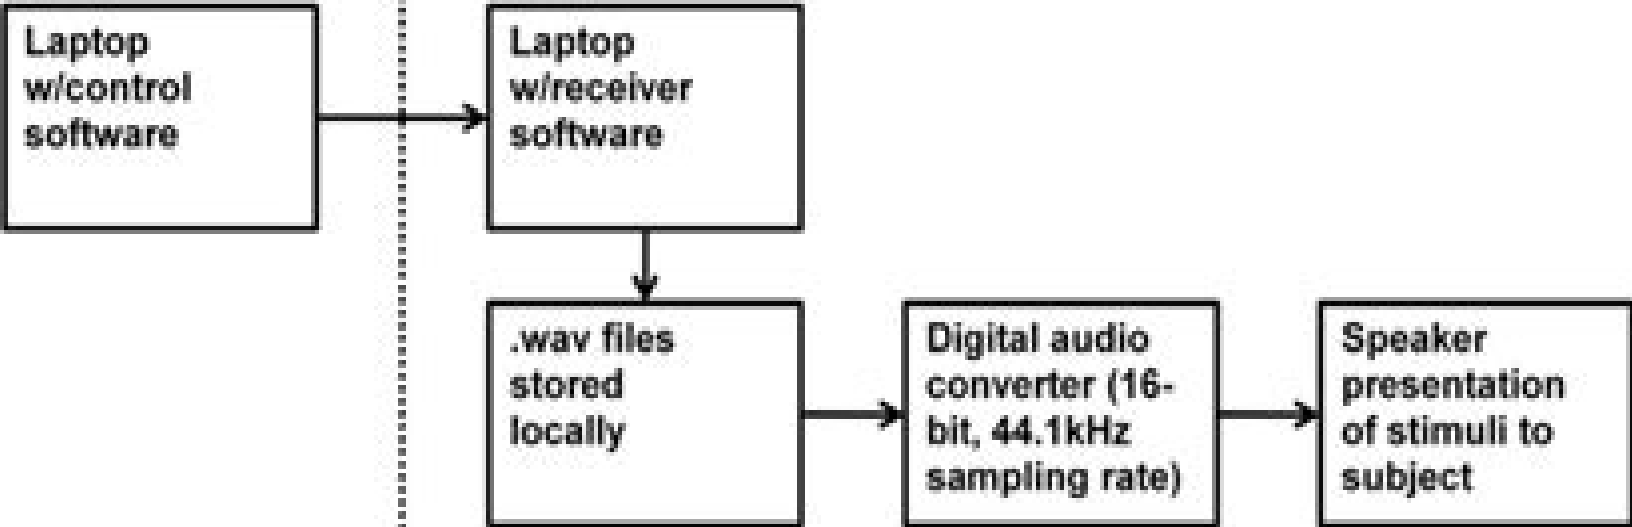 Laptop
w/control
software
Laptop
w/receiver
software
.wav files
stored
locally
Digital audio
converter (16-
bit, 44.1kHz
sampling rate)
Speaker
presentation
of stimuli to
subject